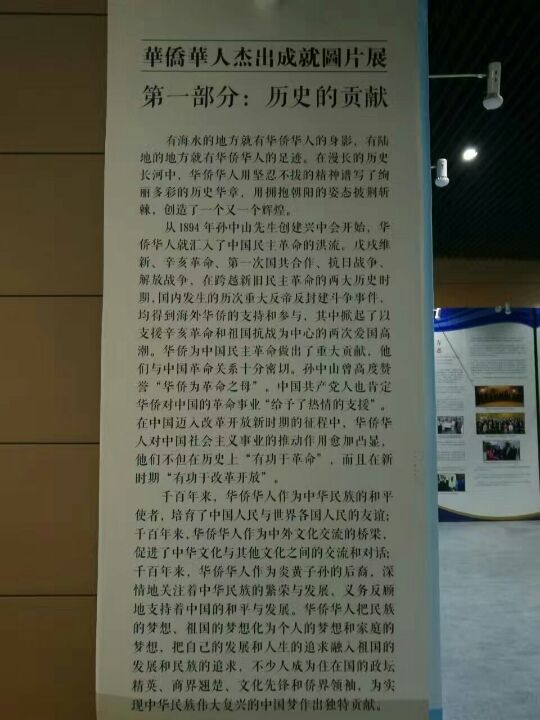 華僑華人杰出成就圖片展
第一部分：历史的贡献
有海水的地方就有华侨华人的身影，有陆
地的地方就有华侨华人的足迹。在漫长的历史
长河中，华侨华人用坚忍不拔的精神谱写了绚
丽多彩的历史华章，用拥抱朝阳的姿态披荆斩
棘，创造了一个又一个辉煌。
从1894年孙中山先生创建兴中会开始，华
侨华人就汇入了中国民主革命的洪流。戊戌维
新、辛亥革命、第一次国共合作、抗日战争、
解放战争，在跨越新旧民主革命的两大历史时
期，国内发生的历次重大反帝反封建斗争事件，
均得到海外华侨的支持和参与，其中掀起了以
支援辛亥革命和祖国抗战为中心的两次爱国高
潮。华侨为中国民主革命做出了重大贡献，他
们与中国革命关系十分密切。孙中山曾高度赞
誉“华侨为革命之母”。中国共产党人也肯定
华侨对中国的革命事业“给予了热情的支援”。
在中国迈入改革开放新时期的征程中，华侨华
人对中国社会主义事业的推动作用愈加凸显，
他们不但在历史上“有功于革命”，而且在新
时期“有功于改革开放”。
千百年来，华侨华人作为中华民族的和平
使者，培育了中国人民与世界各国人民的友谊；
千百年来，华侨华人作为中外文化交流的桥梁，
促进了中华文化与其他文化之间的交流和对话；
千百年来，华侨华人作为炎黄子孙的后裔，深
情地关注着中华民族的繁荣与发展、义务反顾
地支持着中国的和平与发展。华侨华人把民族
的梦想、祖国的梦想化为个人的梦想和家庭的
梦想，把自己的发展和人生的追求融入祖国的
发展和民族的追求，不少人成为住在国的政坛
精英、商界翘楚、文化先锋和侨界领袖，为实
现中华民族伟大复兴的中国梦作出独特贡献。